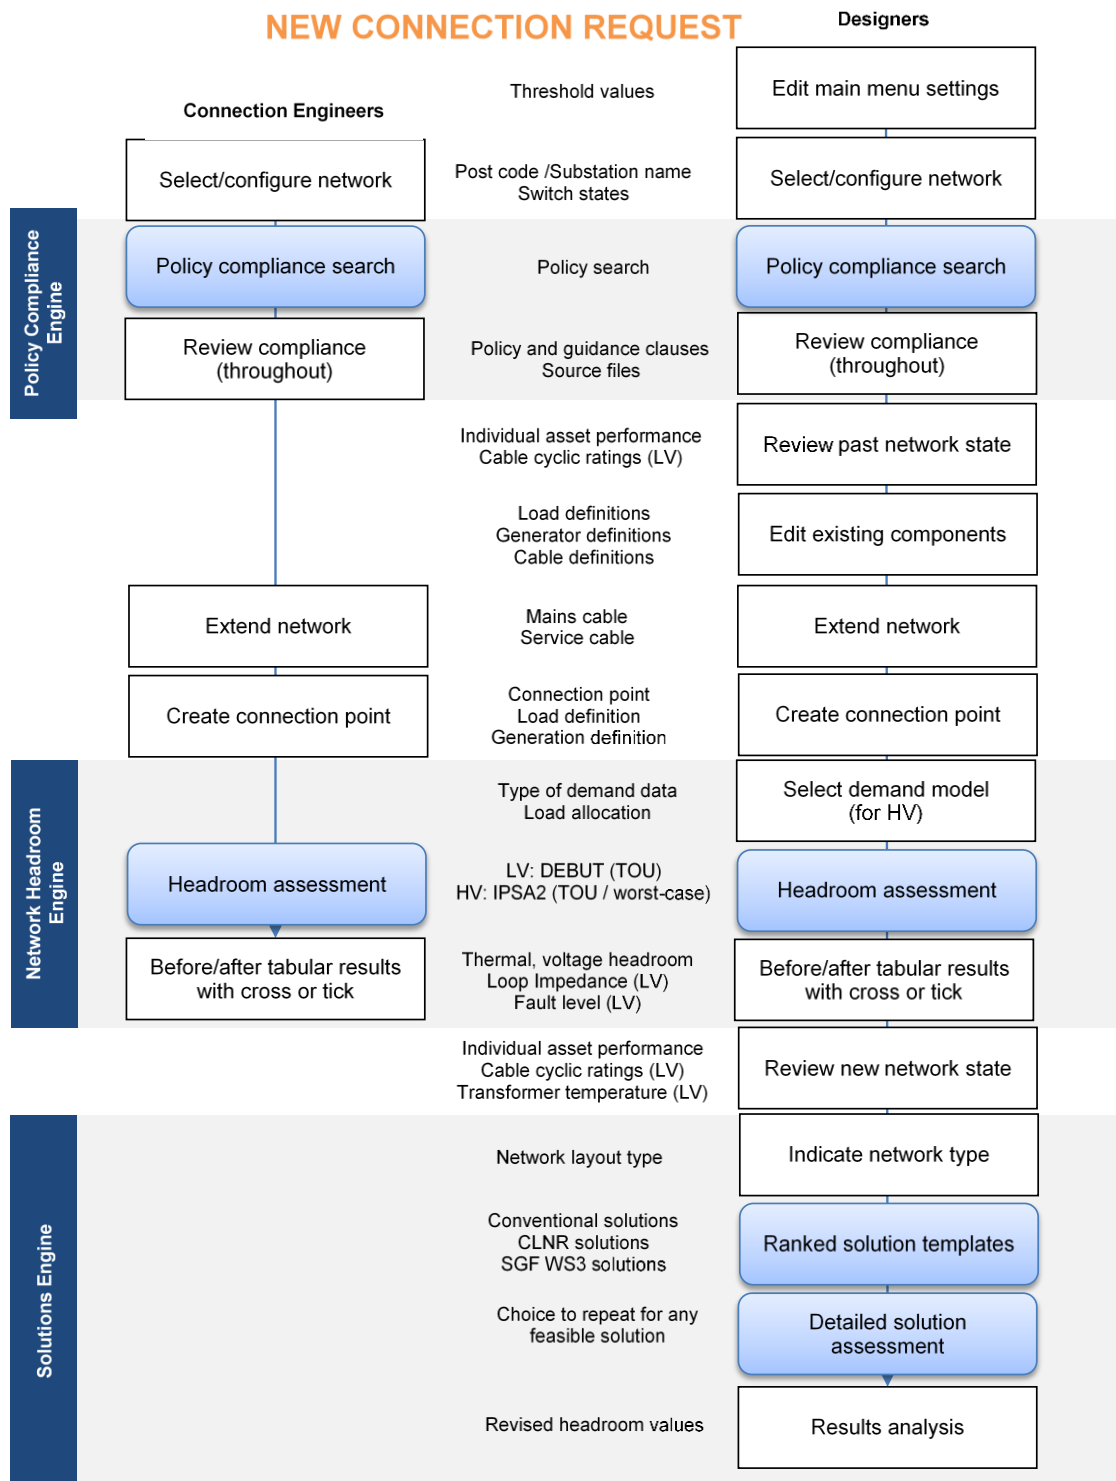 NEW CONNECTION REQUEST
Designers
Connection Engineers
Threshold values
Edit main menu settings
Select/configure network
Post code /Substation name
Switch states
Select/configure network
Policy Compliance
Engine
Policy compliance search
Policy search
Policy compliance search
Review compliance
(throughout)
Policy and guidance clauses
Source files
Review compliance
(throughout)
Individual asset performance
Cable cyclic ratings (LV)
Review past network state
Load definitions
Generator definitions
Cable definitions
Edit existing components
Extend network
Mains cable
Service cable
Extend network
Create connection point
Connection point
Load definition
Generation definition
Create connection point
Network Headroom
Engine
Type of demand data
Load allocation
Select demand model
(for HV)
Headroom assessment
LV: DEBUT (TOU)
HV: IPSA2 (TOU / worst-case)
Headroom assessment
Before/after tabular results
with cross or tick
Thermal, voltage headroom
Loop Impedance (LV)
Fault level (LV)
Before/after tabular results
with cross or tick
Individual asset performance
Cable cyclic ratings (LV)
Transformer temperature (LV)
Review new network state
Solutions Engine
Network layout type
Indicate network type
Conventional solutions
CLNR solutions
SGF WS3 solutions
Ranked solution templates
Choice to repeat for any
feasible solution
Detailed solution
assessment
Revised headroom values
Results analysis